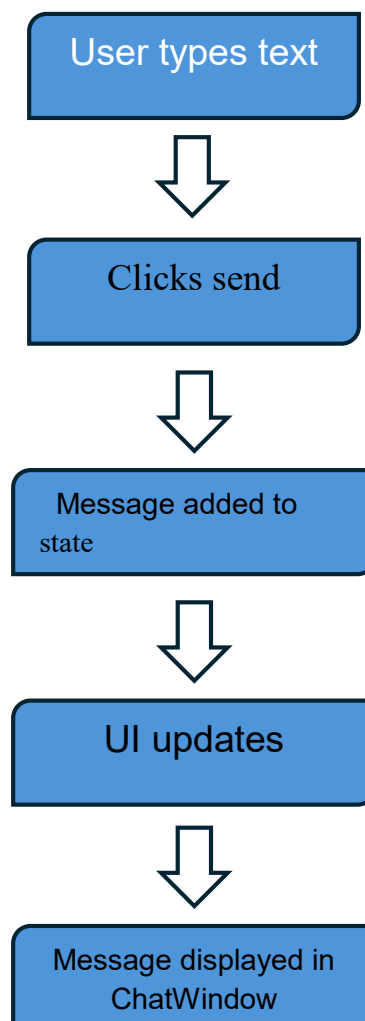 User types text
Clicks send
Message added to
state
UI updates
Message displayed in
ChatWindow